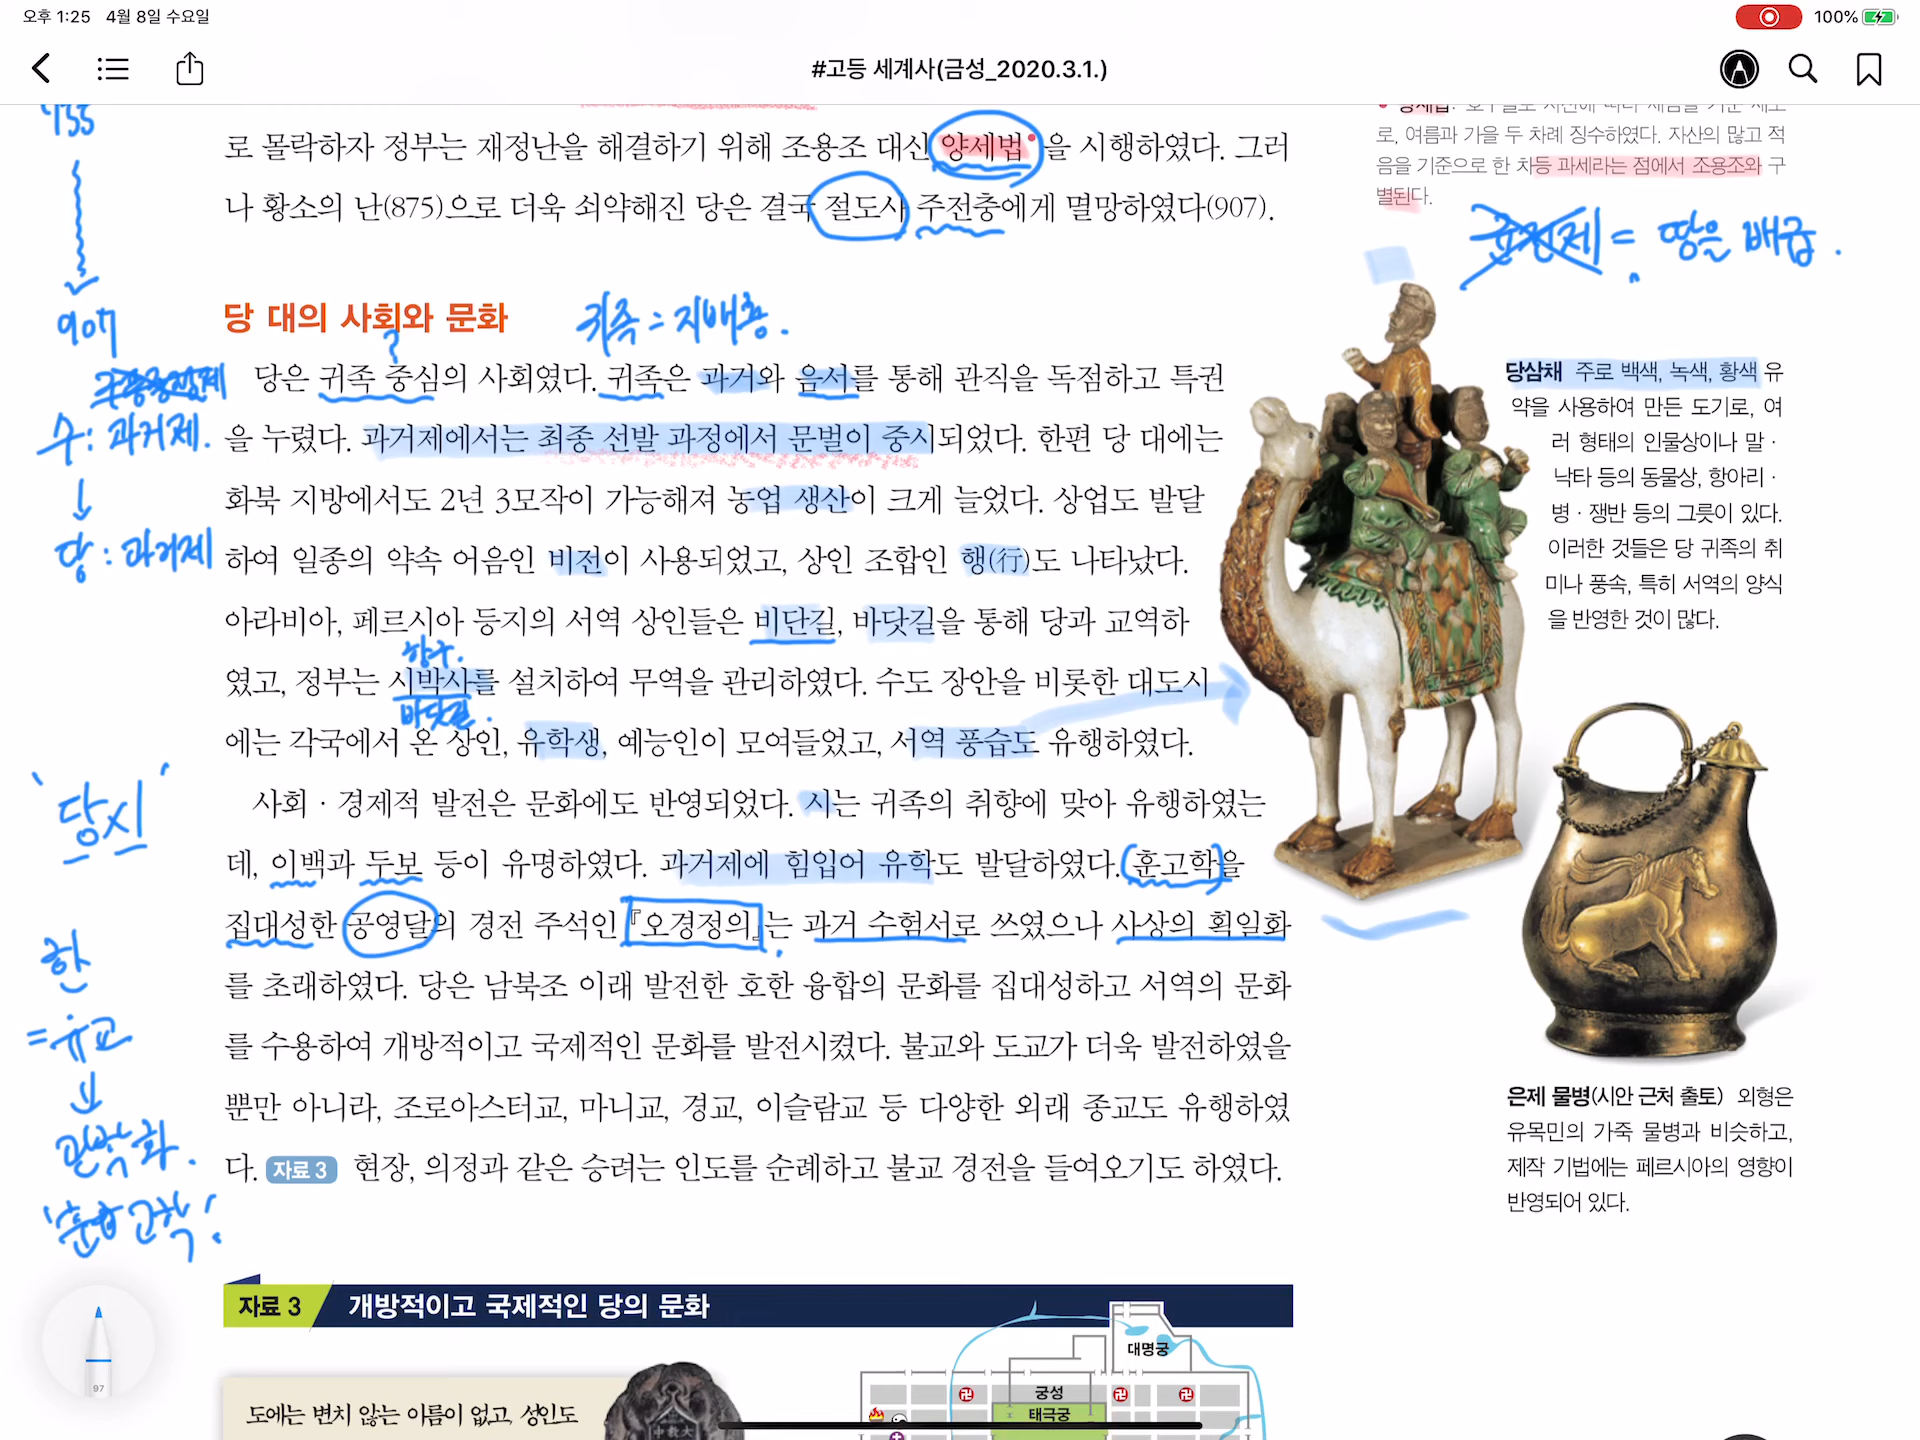 오후 1:25 4월 8일 수요일
100%
#고등 세계사(금성_2020.3.1.)
755
로 몰락하자 정부는 재정난을 해결하기 위해 조용조 대신 양세법을 시행하였다. 그러
나 황소의 난(875)으로 더욱 쇠약해진 당은 결국 절도사 주전충에게 멸망하였다(907).
907
로, 여름과 가을 두 차례 징수하였다. 자산의 많고 적
음을 기준으로 한 차등 과세라는 점에서 조용조와 구
별된다.
= 땅을 배급.
당 대의 사회와 문화
귀족 = 지배층.
당은 귀족 중심의 사회였다. 귀족은 과거와 음서를 통해 관직을 독점하고 특권
을 누렸다. 과거제에서는 최종 선발 과정에서 문벌이 중시되었다. 한편 당 대에는
화북 지방에서도 2년 3모작이 가능해져 농업 생산이 크게 늘었다. 상업도 발달
하여 일종의 약속 어음인 비전이 사용되었고, 상인 조합인 행(行)도 나타났다.
아라비아, 페르시아 등지의 서역 상인들은 비단길, 바닷길을 통해 당과 교역하
항구.
였고, 정부는 시박사를 설치하여 무역을 관리하였다. 수도 장안을 비롯한 대도시
바닷길.
에는 각국에서 온 상인, 유학생, 예능인이 모여들었고, 서역 풍습도 유행하였다.
사회 · 경제적 발전은 문화에도 반영되었다. 시는 귀족의 취향에 맞아 유행하였는
데, 이백과 두보 등이 유명하였다. 과거제에 힘입어 유학도 발달하였다. 훈고학을
집대성한 공영달의 경전 주석인 『오경정의』는 과거 수험서로 쓰였으나 사상의 획일화
를 초래하였다. 당은 남북조 이래 발전한 호한 융합의 문화를 집대성하고 서역의 문화
를 수용하여 개방적이고 국제적인 문화를 발전시켰다. 불교와 도교가 더욱 발전하였을
뿐만 아니라, 조로아스터교, 마니교, 경교, 이슬람교 등 다양한 외래 종교도 유행하였
다. 자료 3 현장, 의정과 같은 승려는 인도를 순례하고 불교 경전을 들여오기도 하였다.
수 : 과거제.
당 : 과거제
'당시'
한
= 유교
관학화.
당삼채 주로 백색, 녹색, 황색 유
약을 사용하여 만든 도기로, 여
러 형태의 인물상이나 말 ·
낙타 등의 동물상, 항아리 ·
병 · 쟁반 등의 그릇이 있다.
이러한 것들은 당 귀족의 취
미나 풍속, 특히 서역의 양식
을 반영한 것이 많다.
은제 물병(시안 근처 출토) 외형은
유목민의 가죽 물병과 비슷하고,
제작 기법에는 페르시아의 영향이
반영되어 있다.
자료 3 개방적이고 국제적인 당의 문화
도에는 변치 않는 이름이 없고, 성인도
대명궁
궁성
태극궁
97